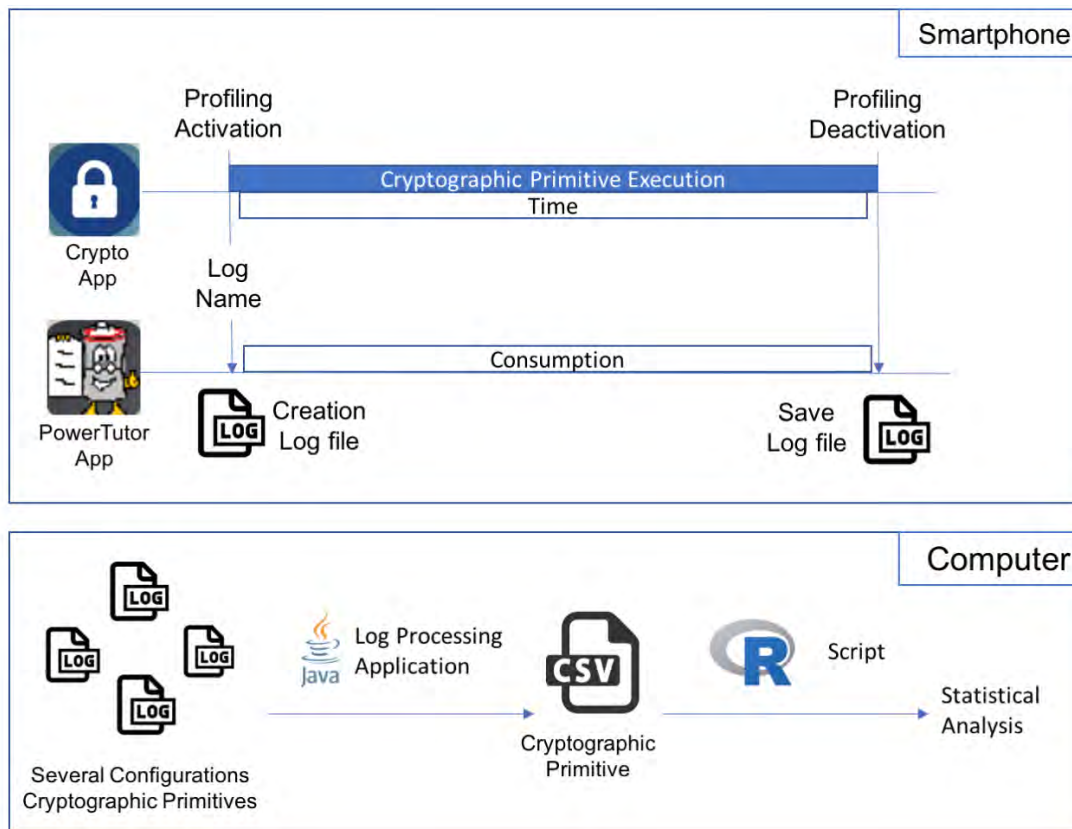 Smartphone
Profiling
Activation
Profiling
Deactivation
Cryptographic Primitive Execution
Time
Crypto
App
Log
Name
Consumption
PowerTutor
App
LOG
Creation
Log file
Save
Log file
LOG
Computer
LOG
LOG
LOG
LOG
Several Configurations
Cryptographic Primitives
Java
Log Processing
Application
CSV
Cryptographic
Primitive
R
Script
Statistical
Analysis